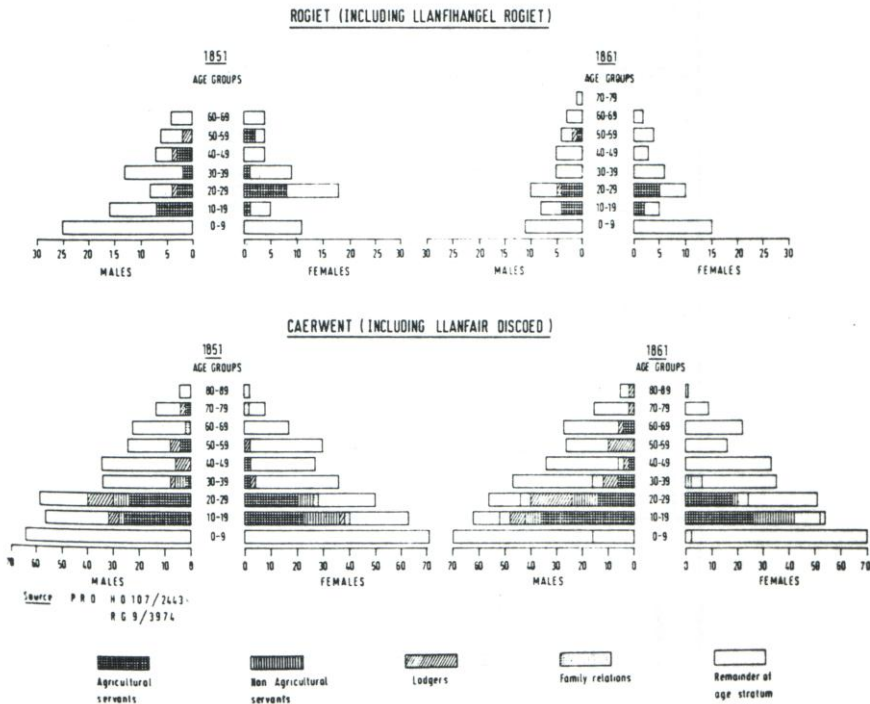 ROGIET (INCLUDING LLANFIHANGEL ROGIET)
1851
AGE GROUPS
60-69
50-59
40-49
30-39
20-29
10-19
0-9
30 25 20 15 10 5 0
0 5 10 15 20 25 30
MALES
FEMALES
1861
AGE GROUPS
70-79
60-69
50-59
40-49
30-39
20-29
10-19
0-9
30 25 20 15 10 5 0
0 5 10 15 20 25 30
MALES
FEMALES
CAERWENT (INCLUDING LLANFAIR DISCOED)
1851
AGE GROUPS
80-89
70-79
60-69
50-59
40-49
30-39
20-29
10-19
0-9
70 60 50 40 30 20 10 0
0 10 20 30 40 50 60 70
MALES
FEMALES
1861
AGE GROUPS
80-89
70-79
60-69
50-59
40-49
30-39
20-29
10-19
0-9
70 60 50 40 30 20 10 0
0 10 20 30 40 50 60 70
MALES
FEMALES
Source PRO HO 107/2443
RG 9/3974
Agricultural servants
Non Agricultural servants
Lodgers
Family relations
Remainder of age stratum